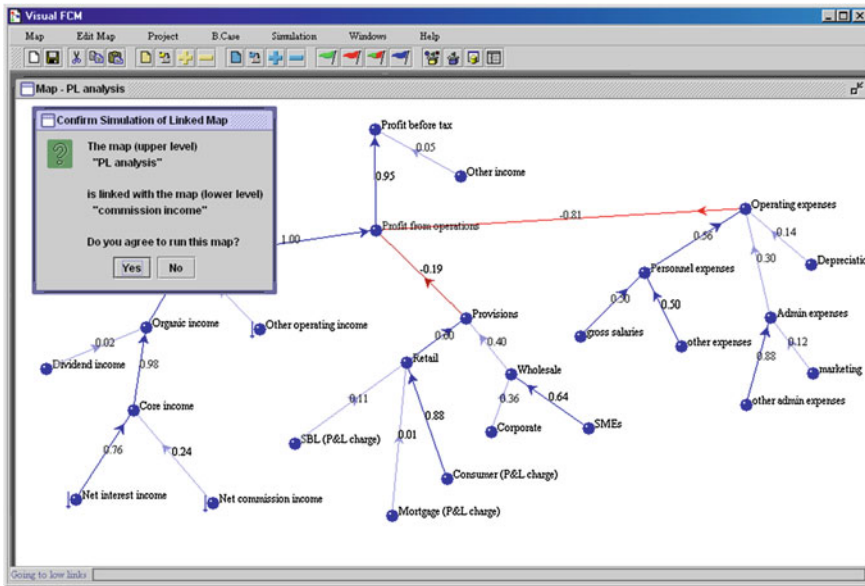 Visual FCM
Map Edit Map Project B.Case Simulation Windows Help
Map - PL analysis
Confirm Simulation of Linked Map
The map (upper level)
"PL analysis"
is linked with the map (lower level)
"commission income"
Do you agree to run this map?
Yes No
Profit before tax
0.05
Other income
0.95
Operating expenses
-0.81
Profit from operations
1.00
0.14
0.56
Depreciatio
0.30
Personnel expenses
-0.19
0.50
gross salaries
other expenses
Admin expenses
0.12
marketing
0.88
other admin expenses
Provisions
0.40
Organic income
Other operating income
0.02
Dividend income
0.98
Retail
Wholesale
0.36
0.64
Corporate
SMEs
Core income
0.11
SBL (P&L charge)
0.88
0.01
Consumer (P&L charge)
Mortgage (P&L charge)
0.76
0.24
Net interest income
Net commission income
Going to low links